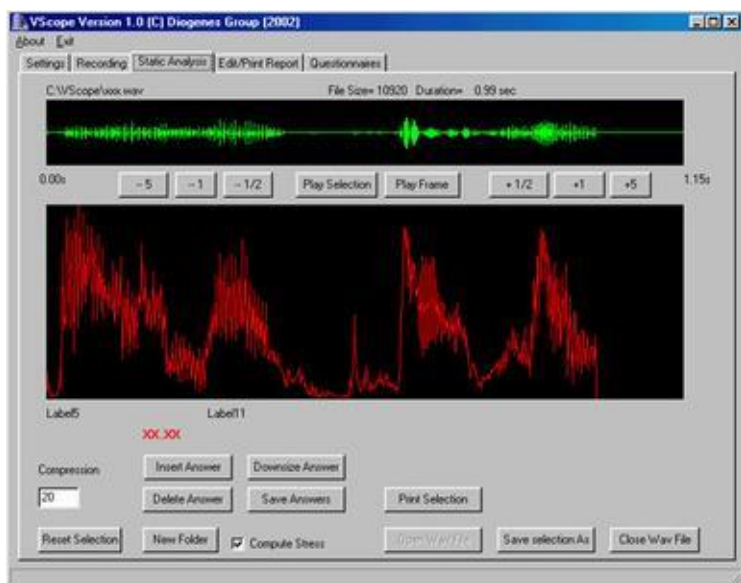 VScope Version 1.0 (C) Diogenes Group (2002)
About Exit
Settings Recording Static Analysis Edit/Print Report Questionnaires
C:\VScope\xxx.wav File Size= 10920 Duration= 0.99 sec
0.00s - 5 - 1 - 1/2 Play Selection Play Frame + 1/2 +1 +5 1.15s
Label5 Label11
XX.XX
Compression Insert Answer Downsize Answer
20 Delete Answer Save Answers Print Selection
Reset Selection New Folder Compute Stress Open Wav File Save selection As Close Wav File